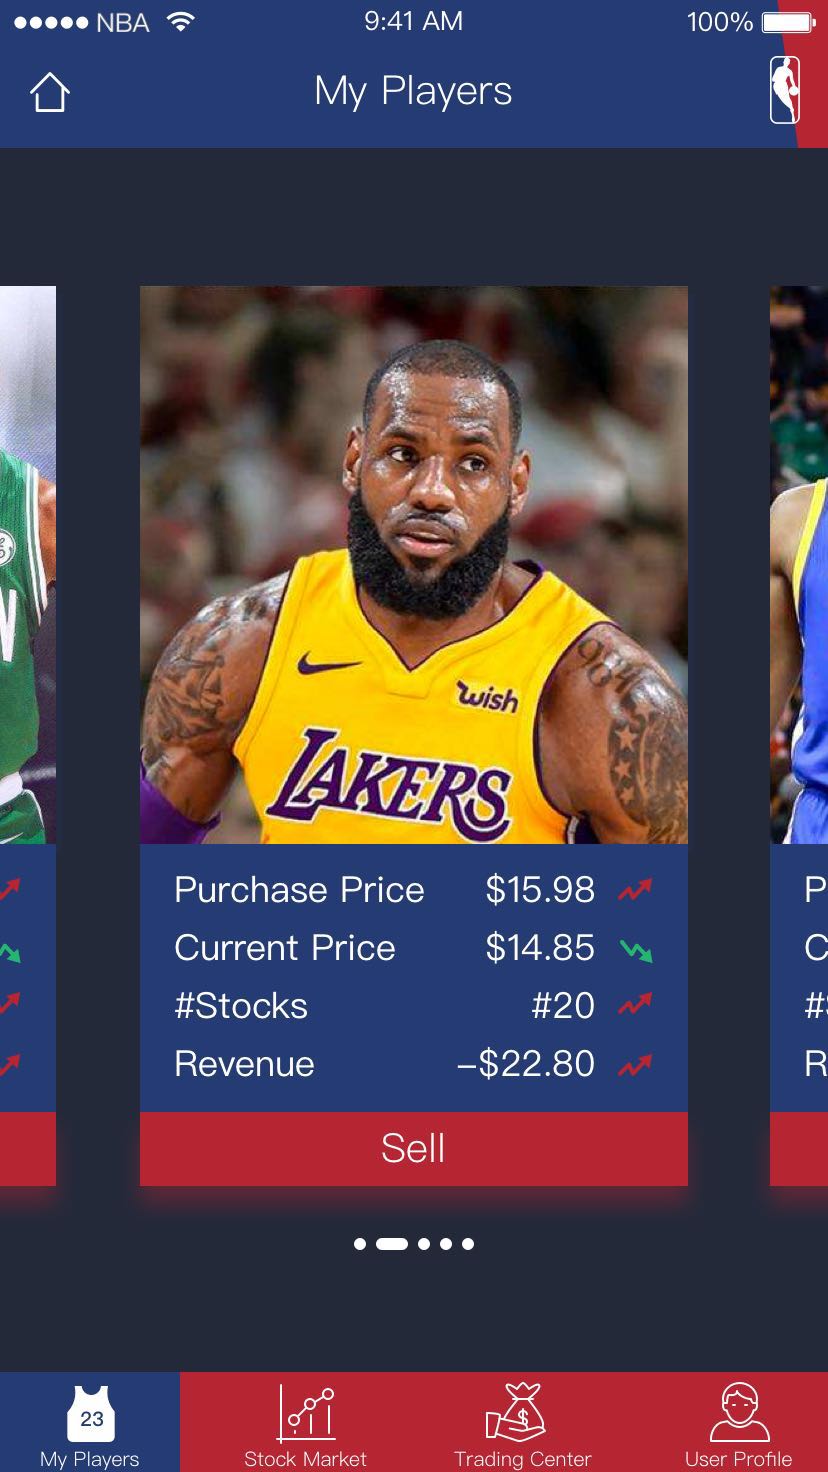 NBA 9:41 AM 100%
My Players
wish
LAKERS
Purchase Price $15.98
Current Price $14.85
#Stocks #20
Revenue –$22.80
Sell
23
$
My Players Stock Market Trading Center User Profile